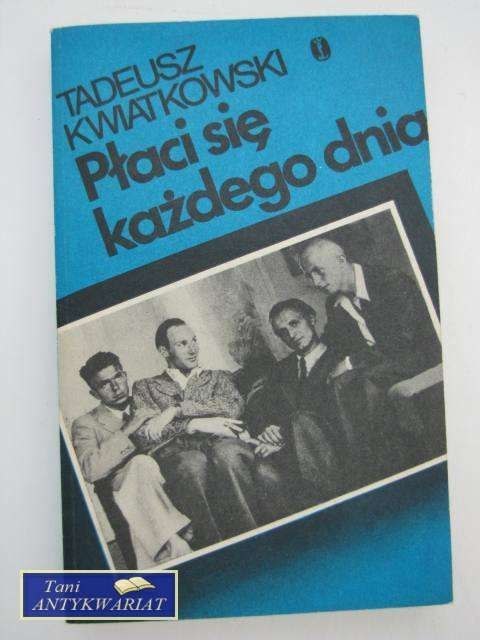 TADEUSZ
KWIATKOWSKI
Płaci się
każdego dnia
Tani
ANTYKWARIAT